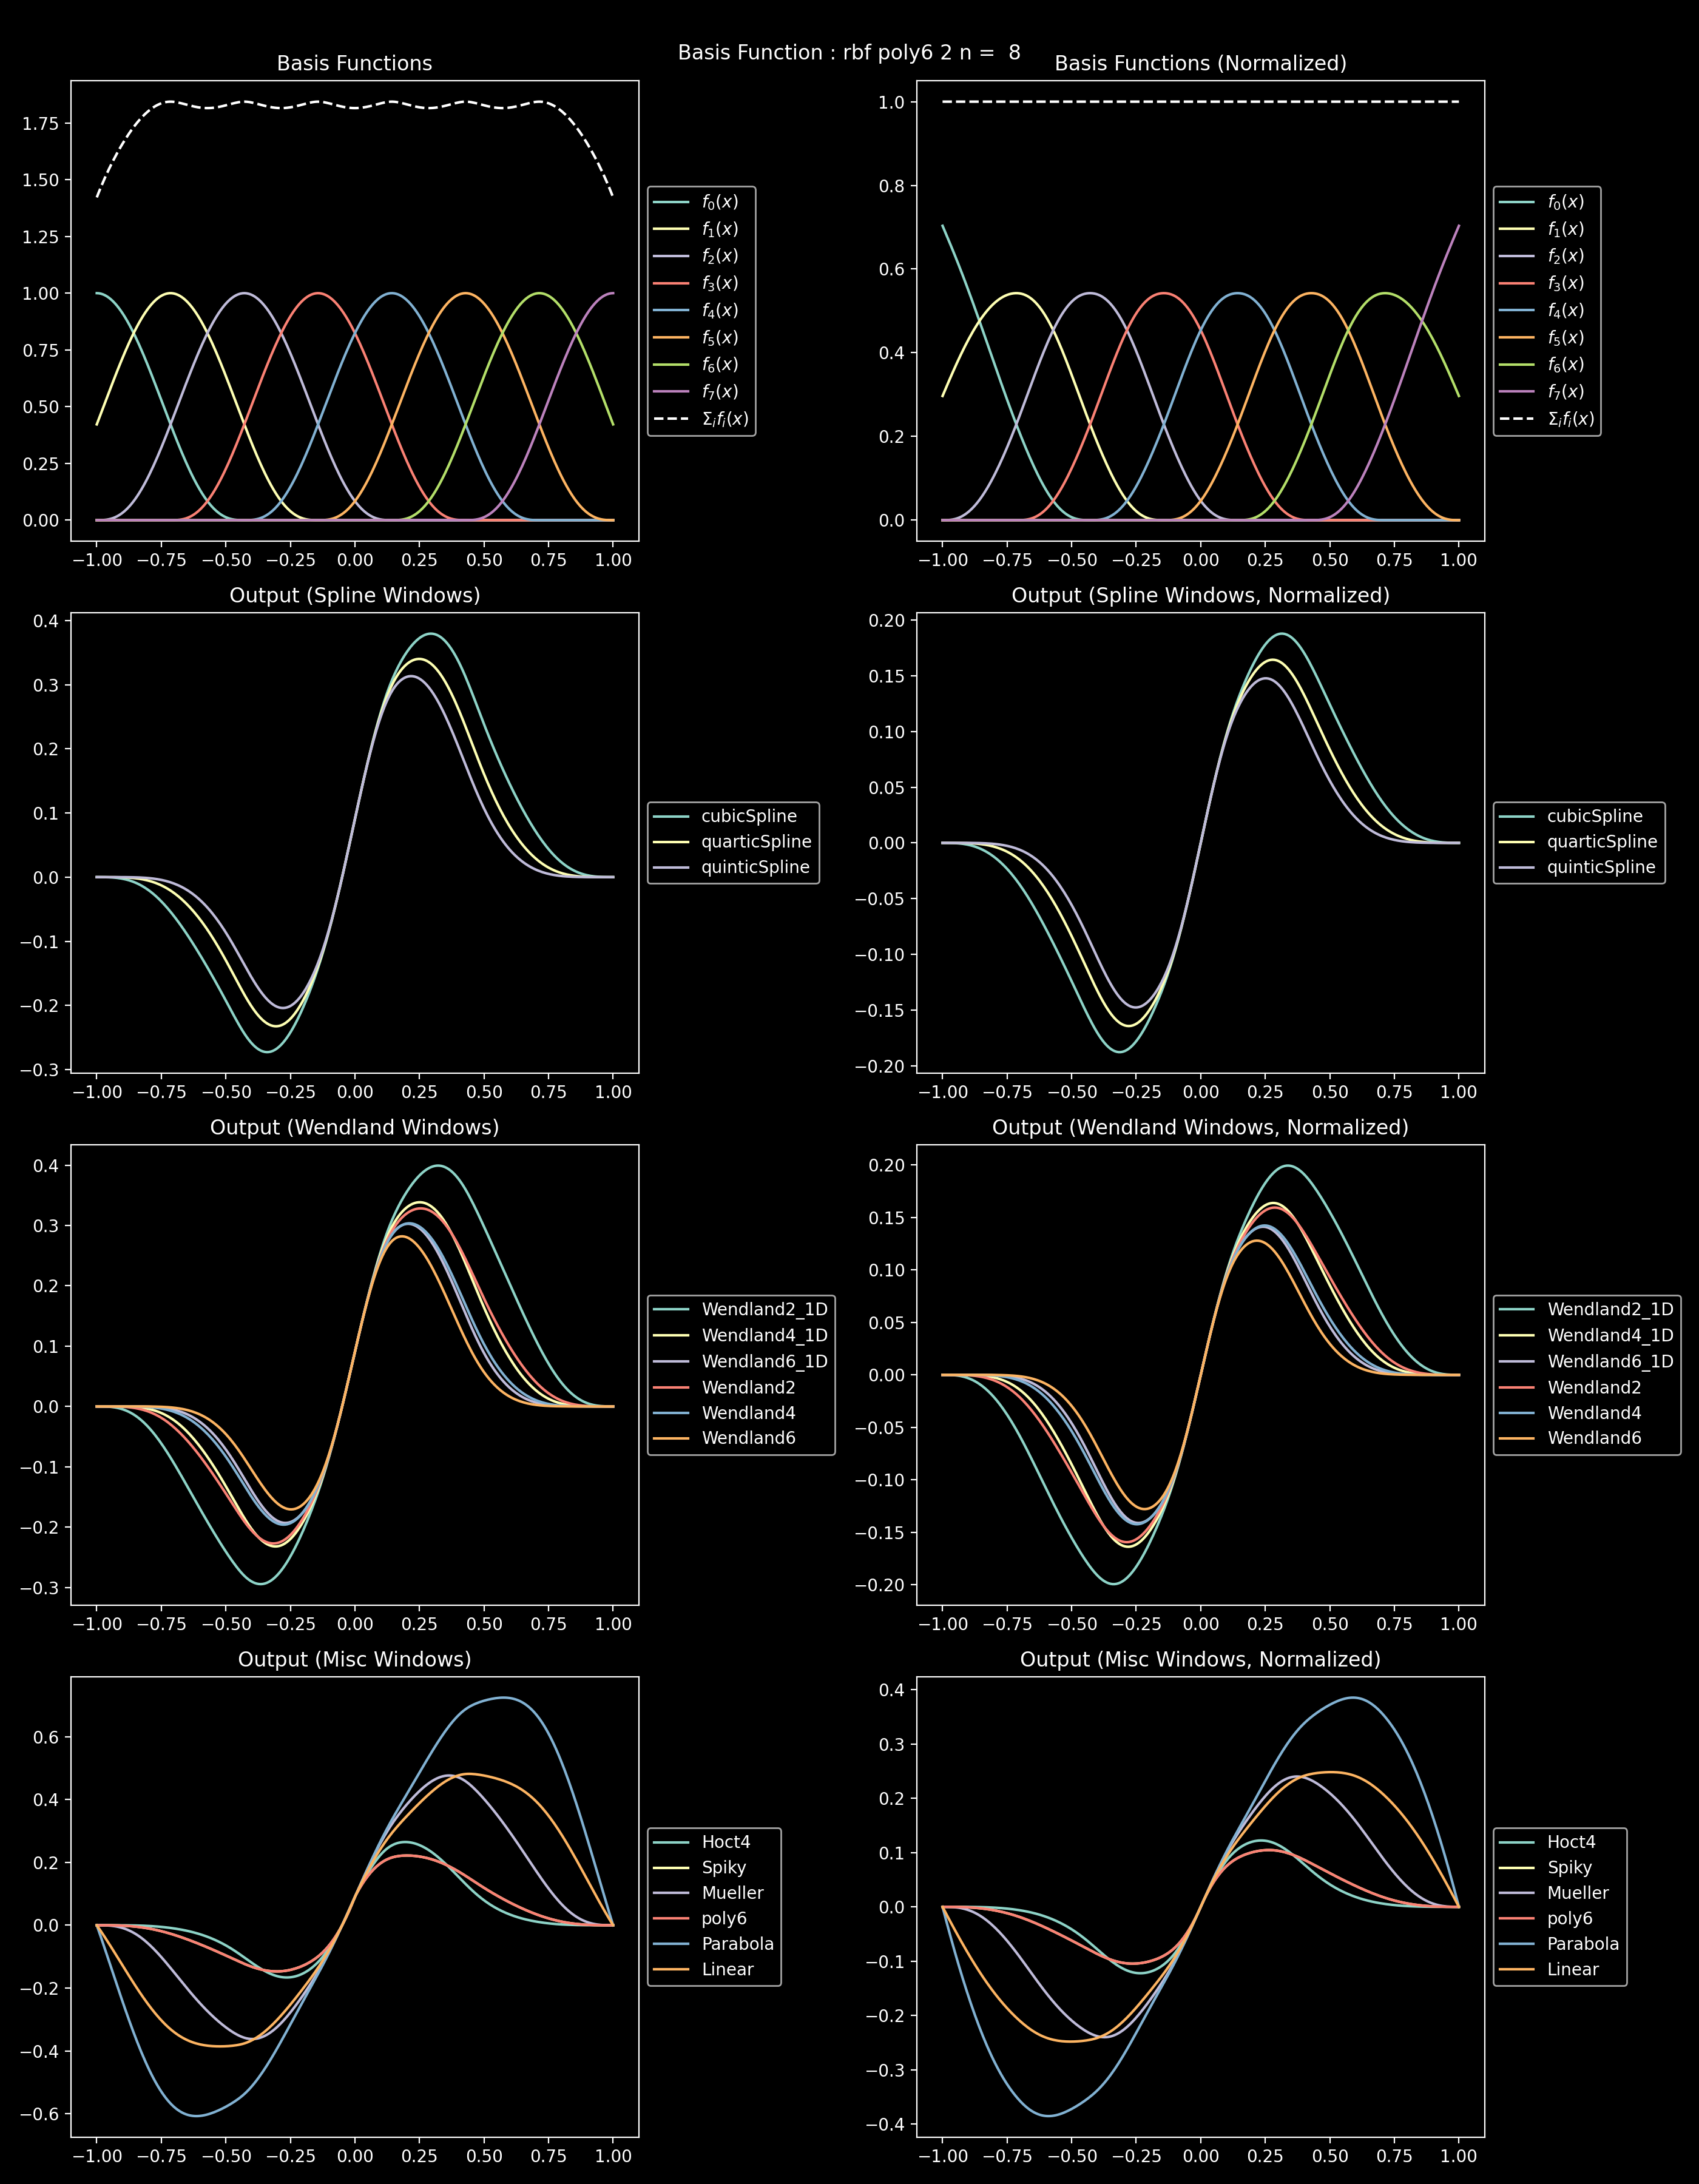 Basis Function : rbf poly6 2 n =  8
Basis Functions
1.75
1.50
1.25
1.00
0.75
0.50
0.25
0.00
−1.00 −0.75 −0.50 −0.25 0.00 0.25 0.50 0.75 1.00
f₀(x)
f₁(x)
f₂(x)
f₃(x)
f₄(x)
f₅(x)
f₆(x)
f₇(x)
Σᵢfᵢ(x)
Basis Functions (Normalized)
1.0
0.8
0.6
0.4
0.2
0.0
−1.00 −0.75 −0.50 −0.25 0.00 0.25 0.50 0.75 1.00
f₀(x)
f₁(x)
f₂(x)
f₃(x)
f₄(x)
f₅(x)
f₆(x)
f₇(x)
Σᵢfᵢ(x)
Output (Spline Windows)
0.4
0.3
0.2
0.1
0.0
−0.1
−0.2
−0.3
−1.00 −0.75 −0.50 −0.25 0.00 0.25 0.50 0.75 1.00
cubicSpline
quarticSpline
quinticSpline
Output (Spline Windows, Normalized)
0.20
0.15
0.10
0.05
0.00
−0.05
−0.10
−0.15
−0.20
−1.00 −0.75 −0.50 −0.25 0.00 0.25 0.50 0.75 1.00
cubicSpline
quarticSpline
quinticSpline
Output (Wendland Windows)
0.4
0.3
0.2
0.1
0.0
−0.1
−0.2
−0.3
−1.00 −0.75 −0.50 −0.25 0.00 0.25 0.50 0.75 1.00
Wendland2_1D
Wendland4_1D
Wendland6_1D
Wendland2
Wendland4
Wendland6
Output (Wendland Windows, Normalized)
0.20
0.15
0.10
0.05
0.00
−0.05
−0.10
−0.15
−0.20
−1.00 −0.75 −0.50 −0.25 0.00 0.25 0.50 0.75 1.00
Wendland2_1D
Wendland4_1D
Wendland6_1D
Wendland2
Wendland4
Wendland6
Output (Misc Windows)
0.6
0.4
0.2
0.0
−0.2
−0.4
−0.6
−1.00 −0.75 −0.50 −0.25 0.00 0.25 0.50 0.75 1.00
Hoct4
Spiky
Mueller
poly6
Parabola
Linear
Output (Misc Windows, Normalized)
0.4
0.3
0.2
0.1
0.0
−0.1
−0.2
−0.3
−0.4
−1.00 −0.75 −0.50 −0.25 0.00 0.25 0.50 0.75 1.00
Hoct4
Spiky
Mueller
poly6
Parabola
Linear